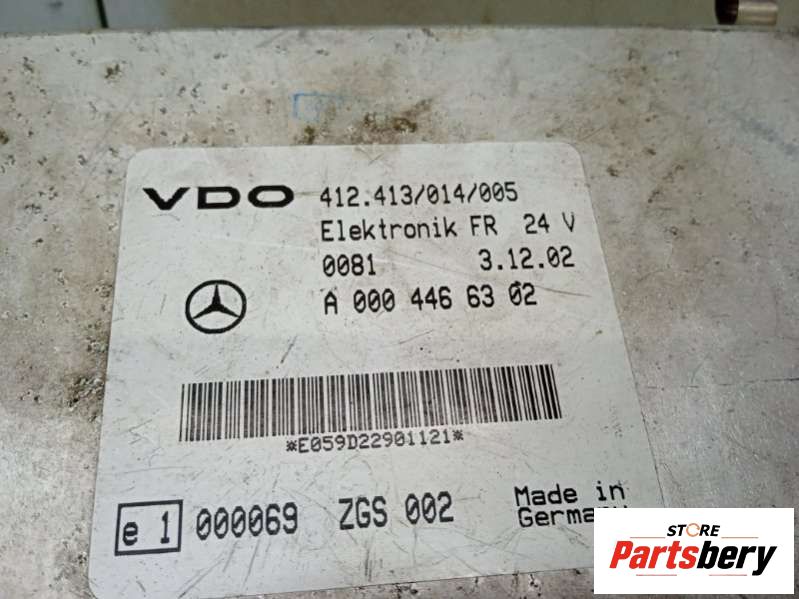 VDO 412.413/014/005
Elektronik FR 24 V
0081 3.12.02
A 000 446 63 02
*E059D22901121*
e 1 000069 ZGS 002 Made in
Germany
STORE
Partsbery